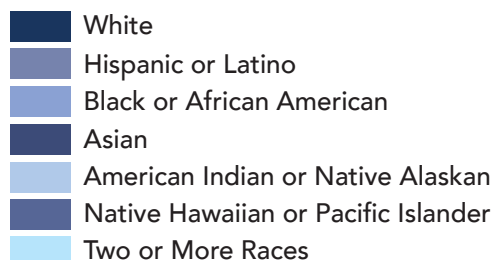 White
Hispanic or Latino
Black or African American
Asian
American Indian or Native Alaskan
Native Hawaiian or Pacific Islander
Two or More Races